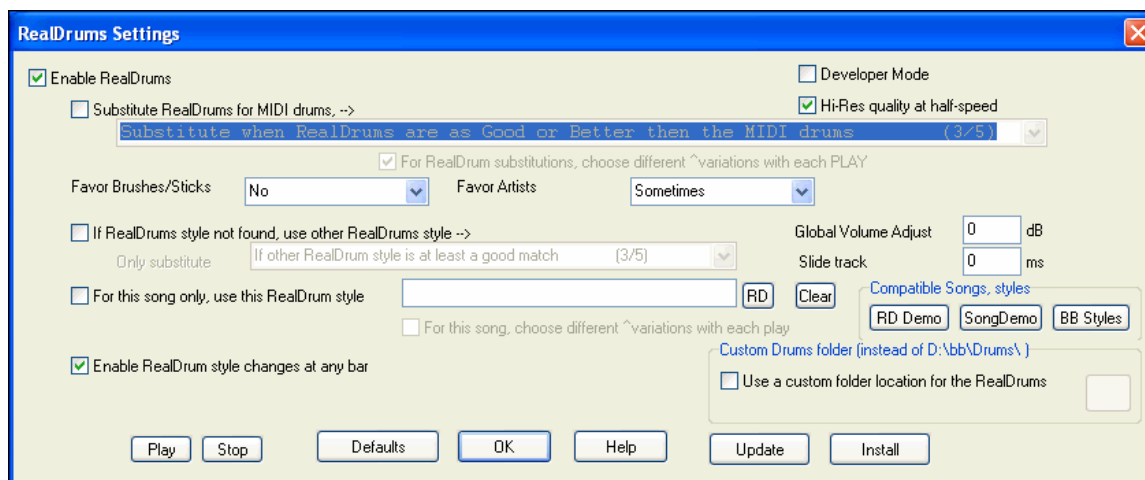 RealDrums Settings
Enable RealDrums
Developer Mode
Substitute RealDrums for MIDI drums, -->
Hi-Res quality at half-speed
Substitute when RealDrums are as Good or Better then the MIDI drums (3/5)
For RealDrum substitutions, choose different ^variations with each PLAY
Favor Brushes/Sticks No Favor Artists Sometimes
If RealDrums style not found, use other RealDrums style -->
Global Volume Adjust 0 dB
Only substitute If other RealDrum style is at least a good match (3/5)
Slide track 0 ms
For this song only, use this RealDrum style RD Clear
Compatible Songs, styles
RD Demo SongDemo BB Styles
For this song, choose different ^variations with each play
Enable RealDrum style changes at any bar
Custom Drums folder (instead of D:\bb\Drums\ )
Use a custom folder location for the RealDrums
Play Stop Defaults OK Help Update Install